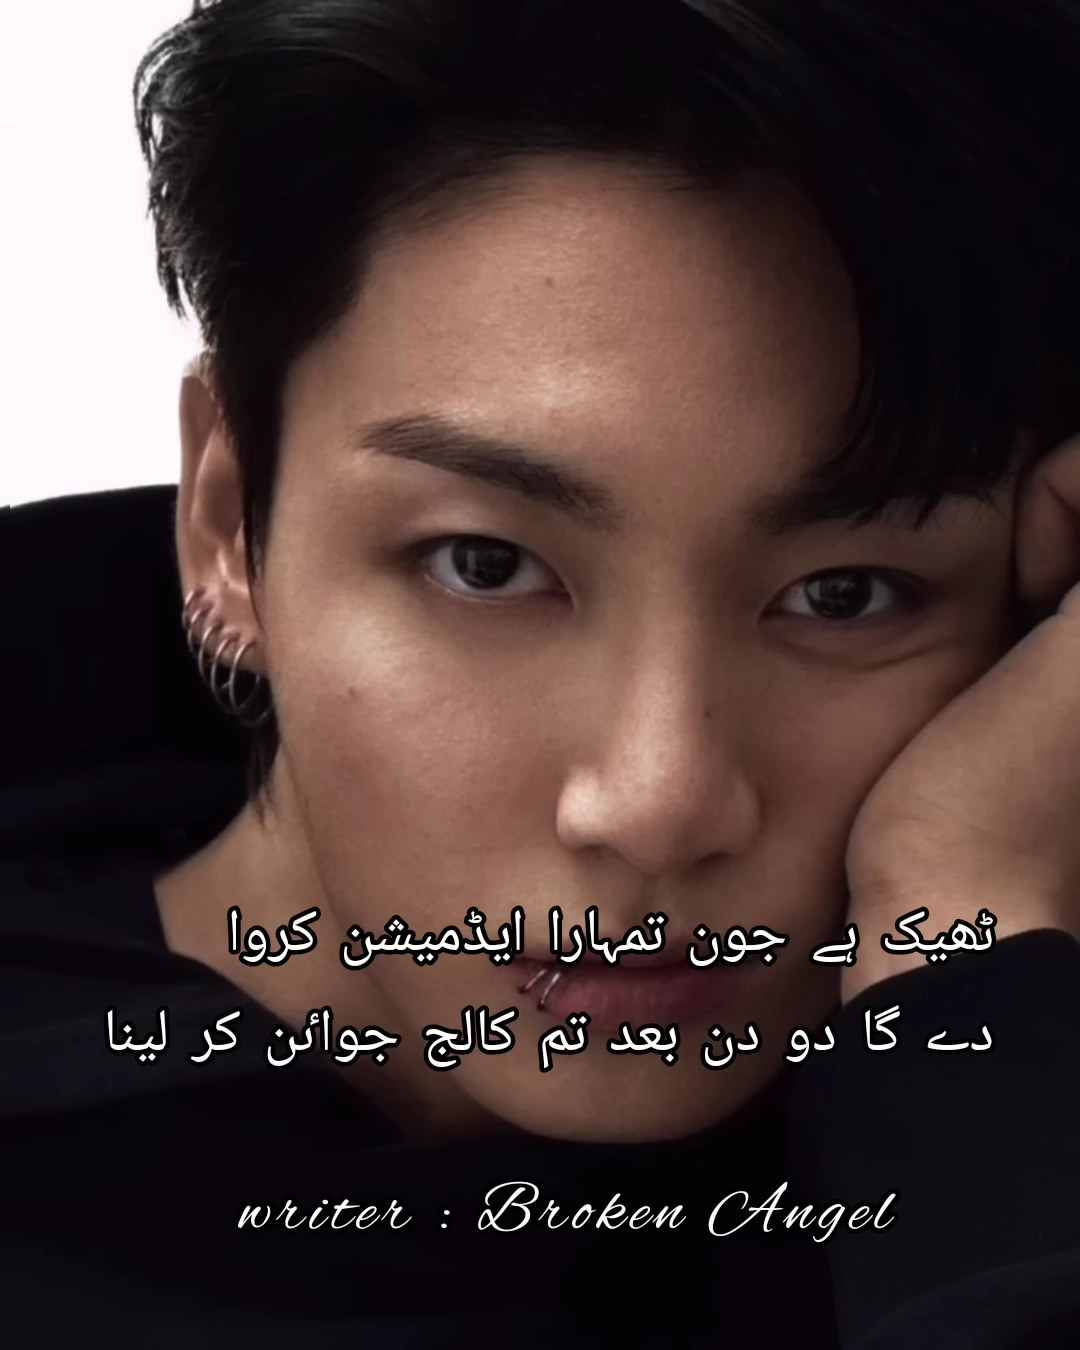 ٹھیک ہے جون تمہارا ایڈمیشن کروا
دے گا دو دن بعد تم کالج جوائن کر لینا
writer : Broken Angel